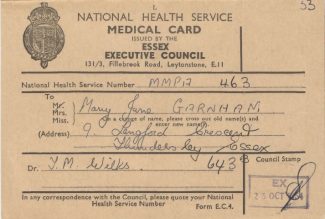 53
NATIONAL HEALTH SERVICE
MEDICAL CARD
ISSUED BY THE
ESSEX
EXECUTIVE COUNCIL
131/3, Fillebrook Road, Leytonstone, E.11
National Health Service Number MMPA 463
To
Mr.
Mrs. Mary Jane GARNHAM
Miss. (On a change of name, please cross out old name(s) and enter new name(s).)
(Address) 9. Langford Crescent
Thundersley Essex
Dr. T.M. Wilks. 643 B Council Stamp
EX
25 OCT
In any correspondence with the Council, please quote your National
Health Service Number Form E.C.4.